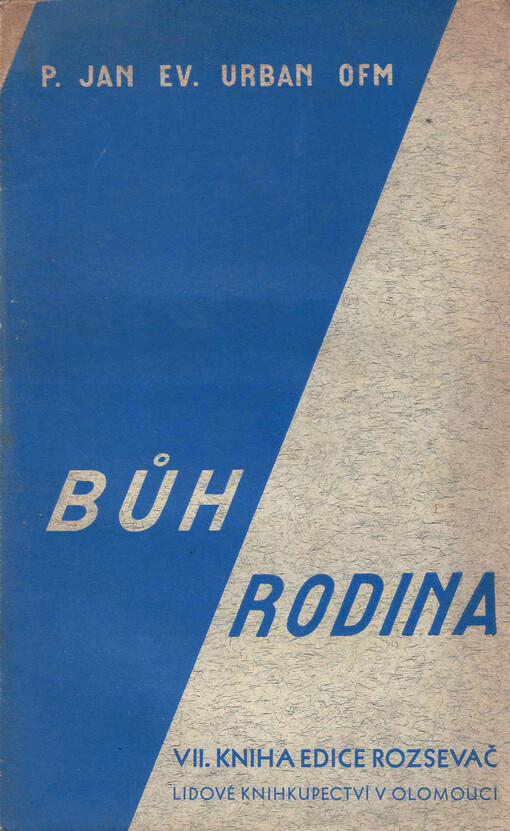 P. JAN EV. URBAN OFM
BŮH
RODINA
VII. KNIHA EDICE ROZSEVAČ
LIDOVÉ KNIHKUPECTVÍ V OLOMOUCI